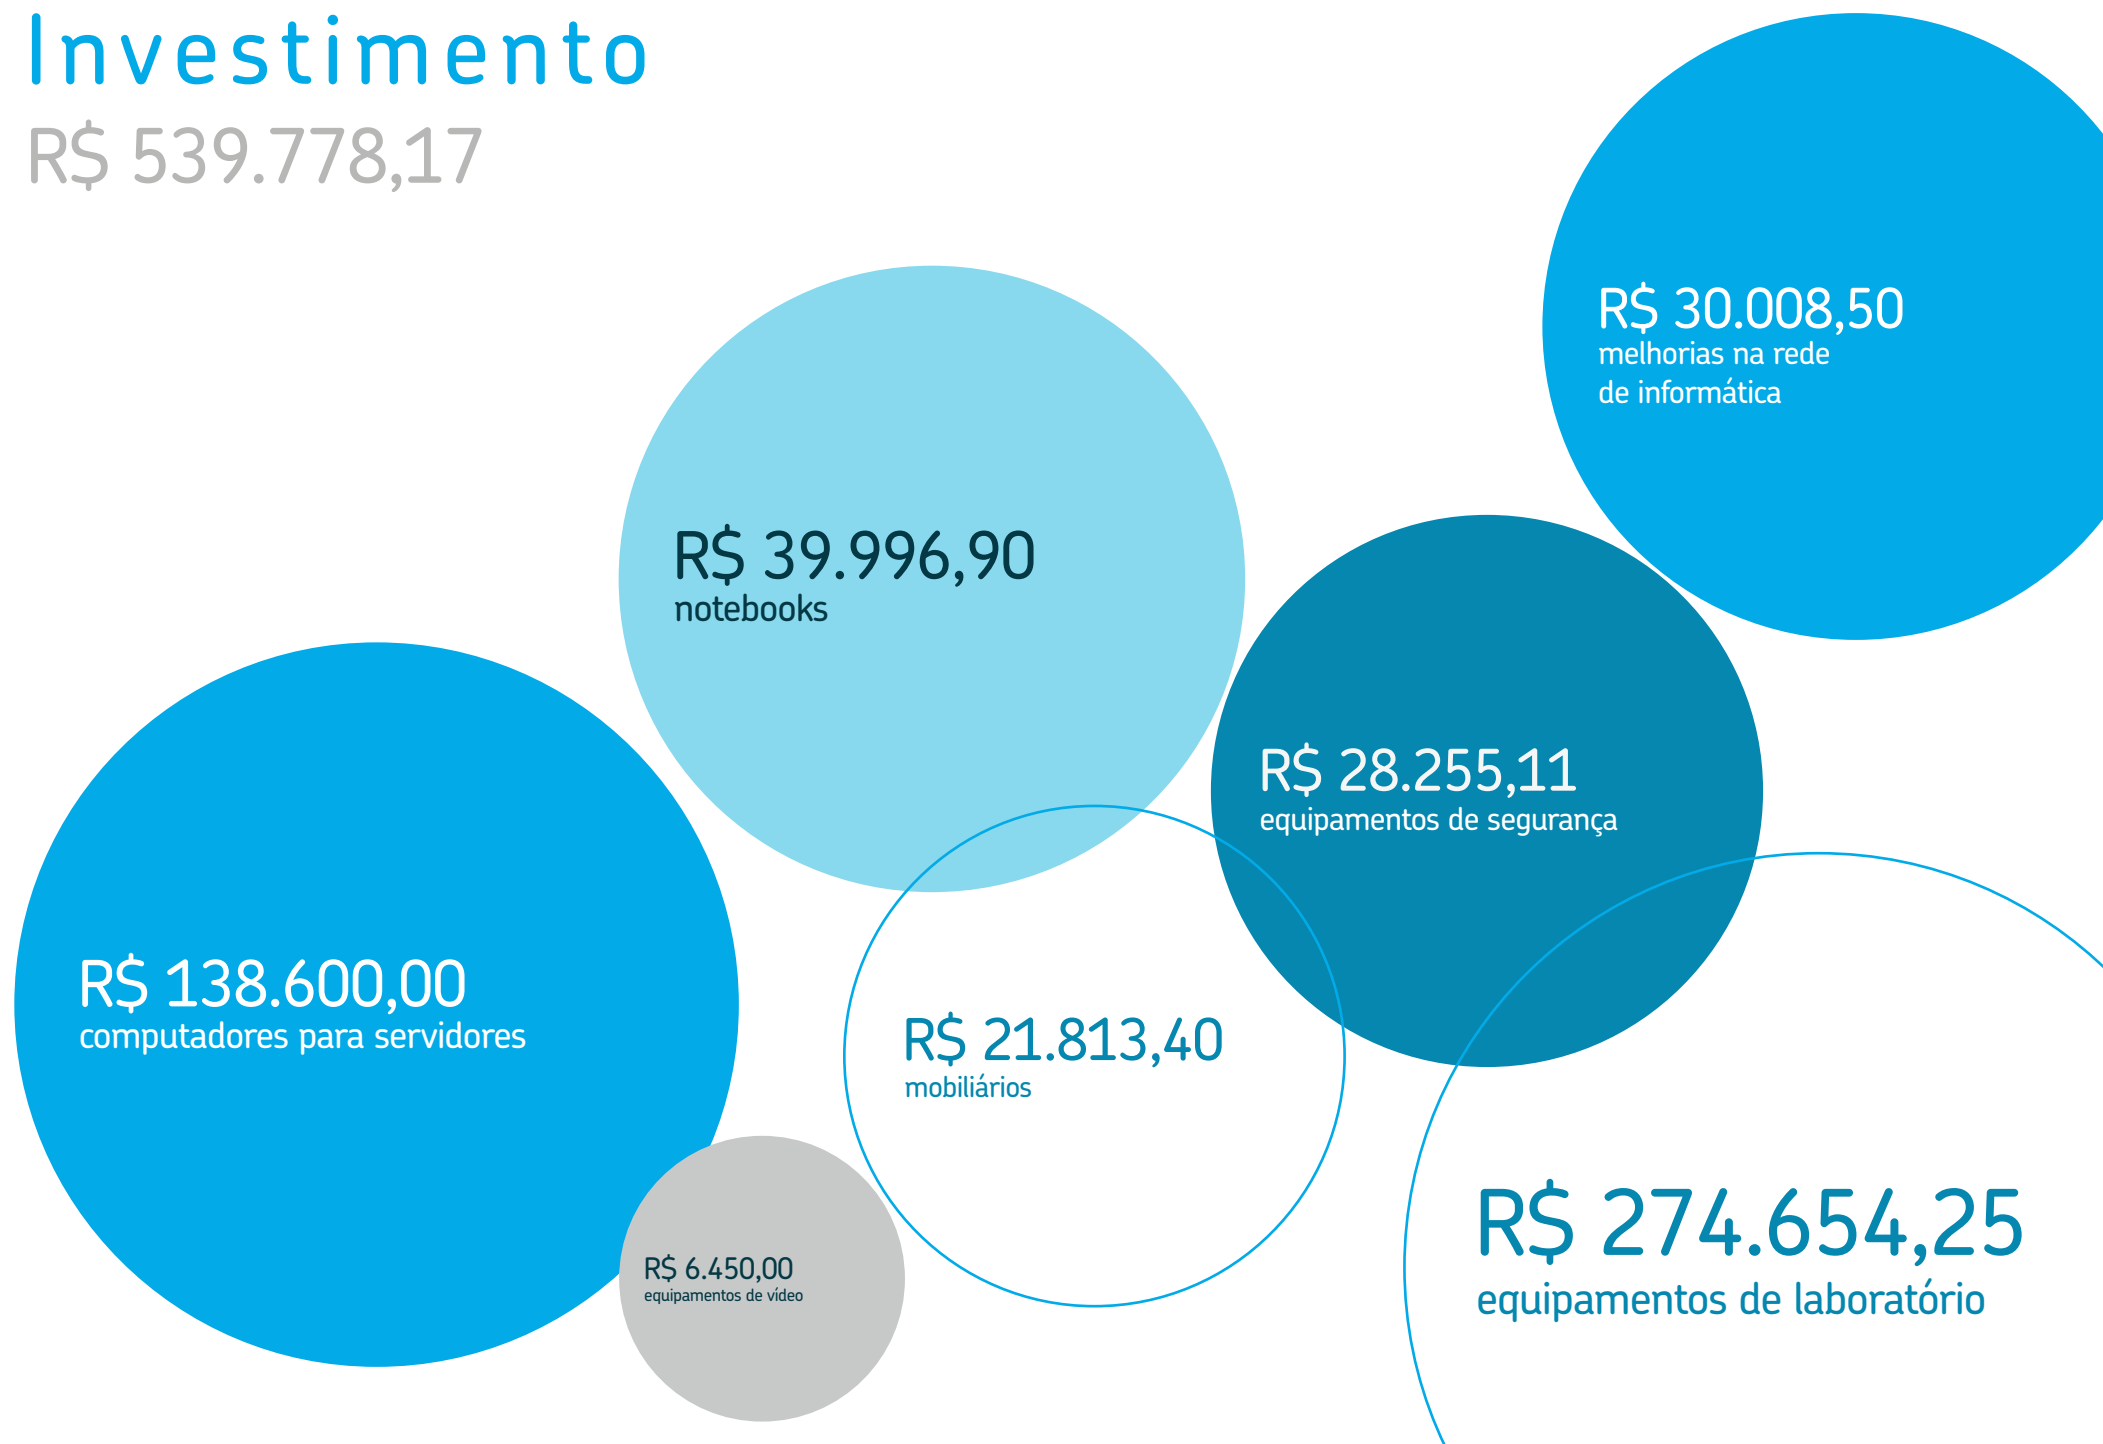 Investimento
R$ 539.778,17
R$ 30.008,50
melhorias na rede
de informática
R$ 39.996,90
notebooks
R$ 28.255,11
equipamentos de segurança
R$ 138.600,00
computadores para servidores
R$ 21.813,40
mobiliários
R$ 274.654,25
equipamentos de laboratório
R$ 6.450,00
equipamentos de vídeo